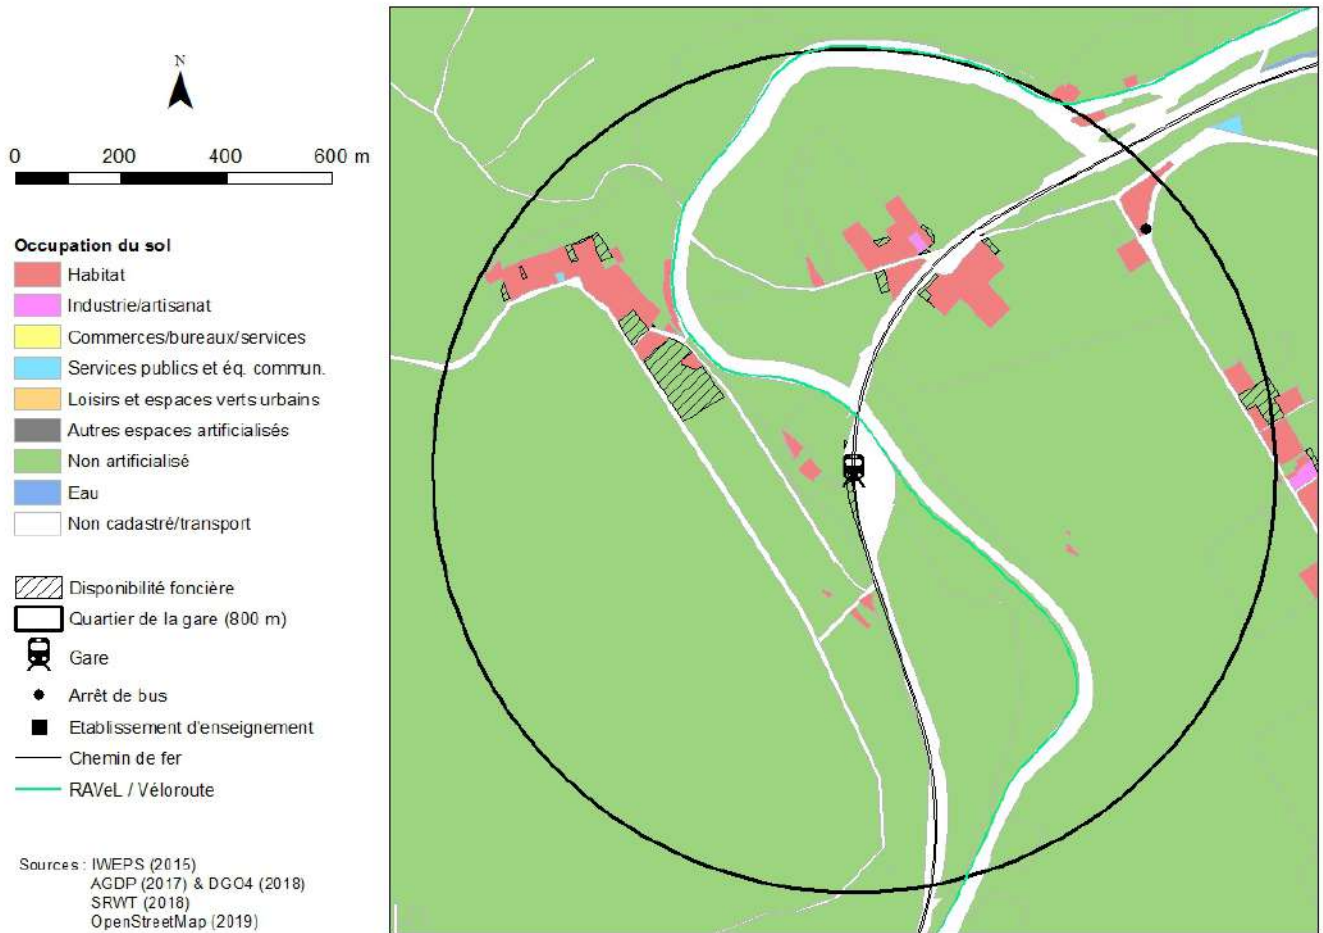 N
0 200 400 600 m
Occupation du sol
Habitat
Industrie/artisanat
Commerces/bureaux/services
Services publics et éq. commun.
Loisirs et espaces verts urbains
Autres espaces artificialisés
Non artificialisé
Eau
Non cadastré/transport
Disponibilité foncière
Quartier de la gare (800 m)
Gare
Arrêt de bus
Etablissement d'enseignement
Chemin de fer
RAVeL / Véloroute
Sources : IWEPS (2015)
AGDP (2017) & DGO4 (2018)
SRWT (2018)
OpenStreetMap (2019)